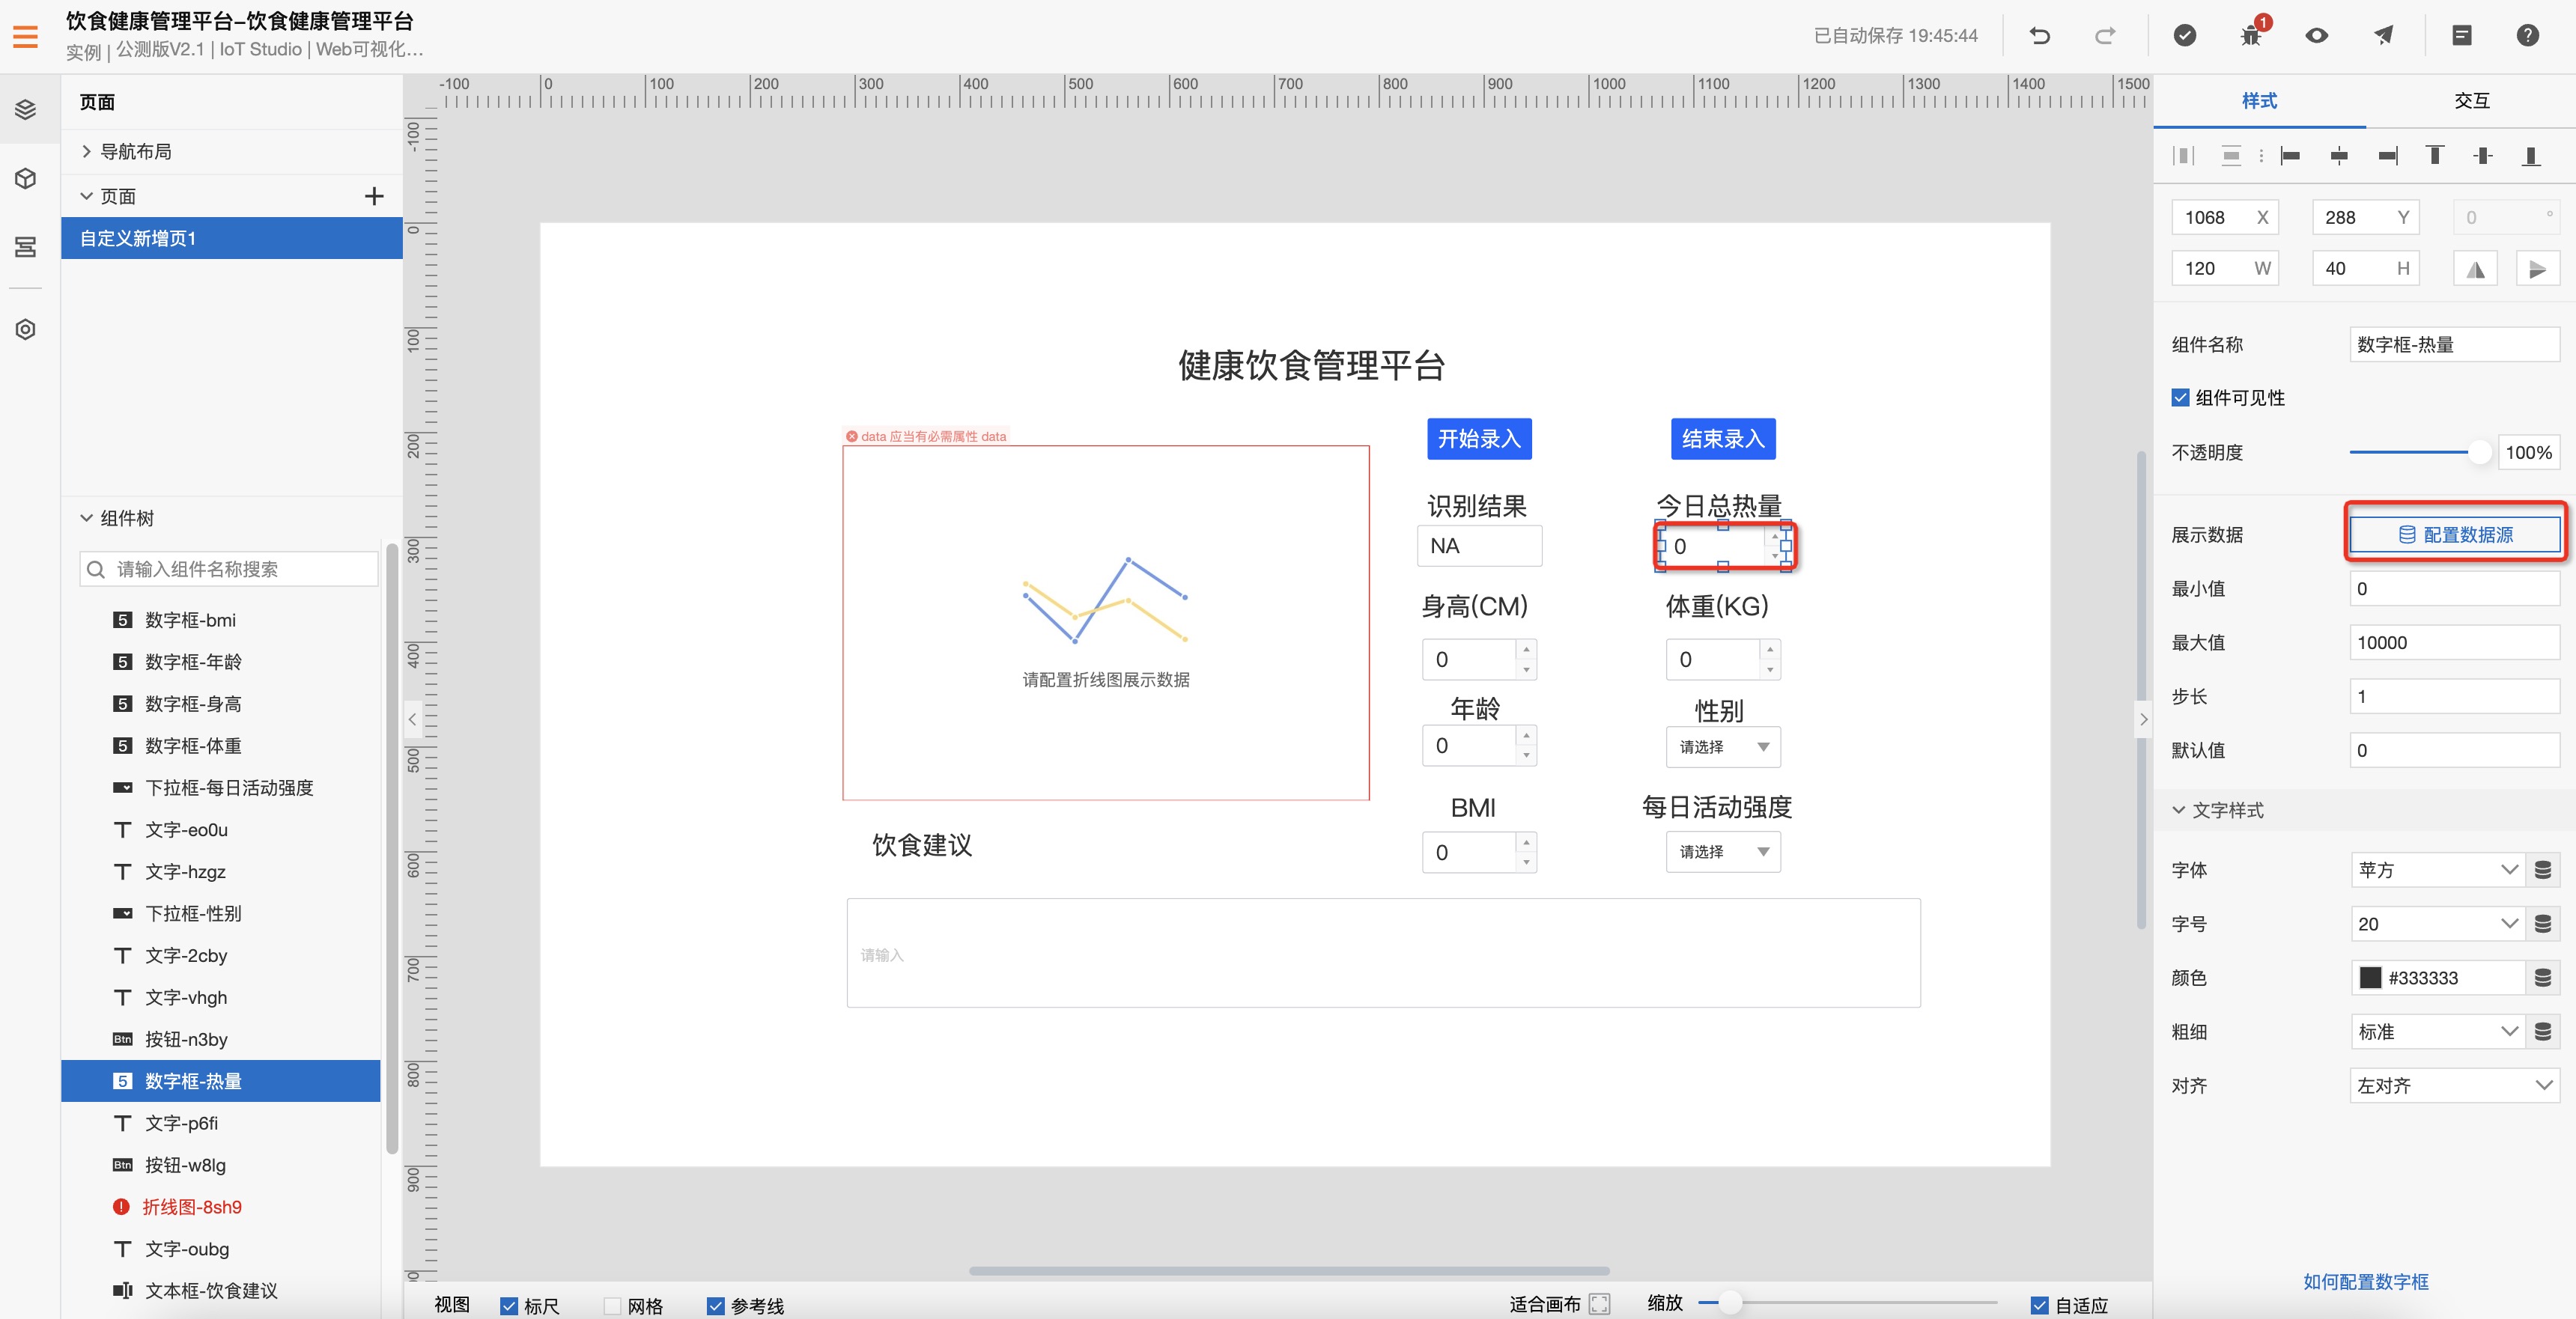 饮食健康管理平台–饮食健康管理平台
实例 | 公测版V2.1 | IoT Studio | Web可视化...
已自动保存 19:45:44
1
页面
导航布局
页面
自定义新增页1
组件树
请输入组件名称搜索
数字框-bmi
数字框-年龄
数字框-身高
数字框-体重
下拉框-每日活动强度
文字-eo0u
文字-hzgz
下拉框-性别
文字-2cby
文字-vhgh
Btn 按钮-n3by
数字框-热量
文字-p6fi
Btn 按钮-w8lg
折线图-8sh9
文字-oubg
文本框-饮食建议
-100 0 100 200 300 400 500 600 700 800 900 1000 1100 1200 1300 1400 1500
-100
0
100
200
300
400
500
600
700
800
900
健康饮食管理平台
data 应当有必需属性 data
请配置折线图展示数据
开始录入 结束录入
识别结果 今日总热量
NA 0
身高(CM) 体重(KG)
0 0
年龄 性别
0 请选择
BMI 每日活动强度
0 请选择
饮食建议
请输入
视图 标尺 网格 参考线 适合画布 缩放 自适应
样式 交互
1068 X 288 Y 0 °
120 W 40 H
组件名称 数字框-热量
组件可见性
不透明度 100%
展示数据 配置数据源
最小值 0
最大值 10000
步长 1
默认值 0
文字样式
字体 苹方
字号 20
颜色 #333333
粗细 标准
对齐 左对齐
如何配置数字框